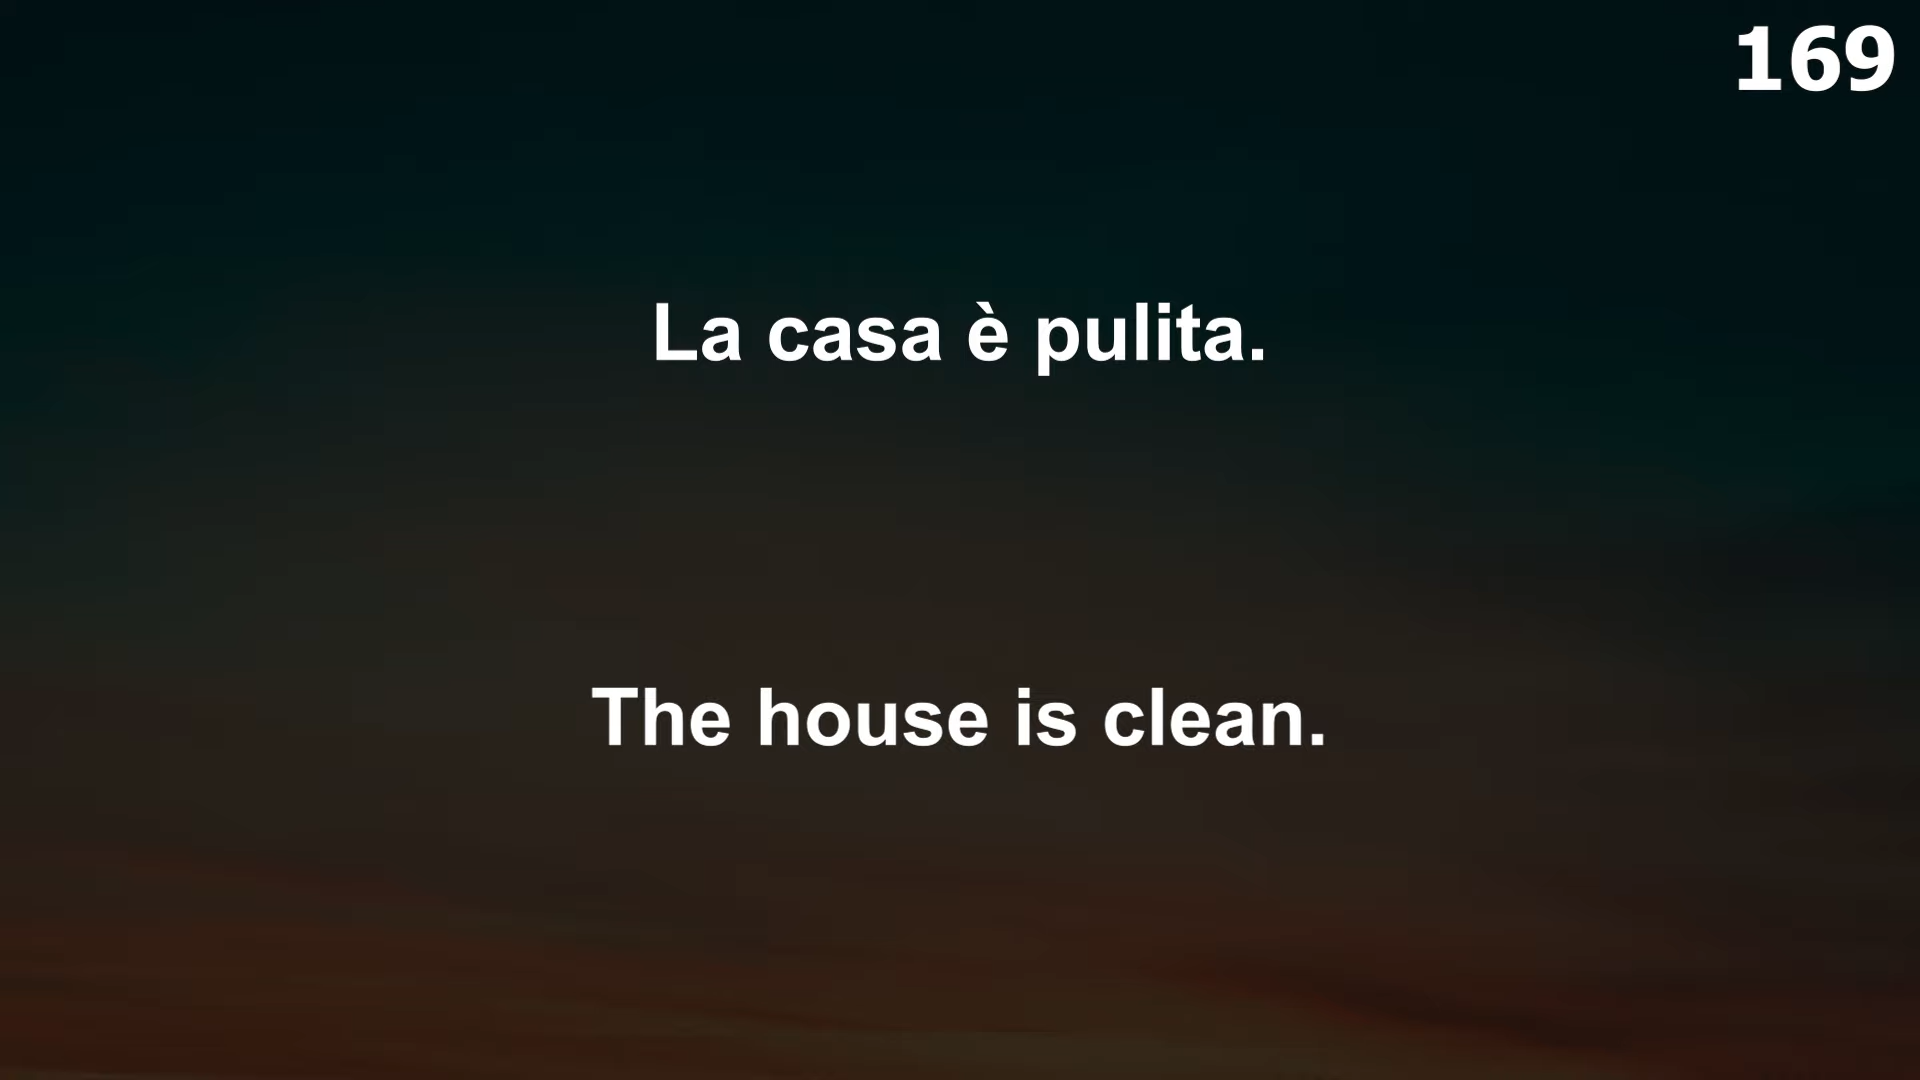 169
La casa è pulita.
The house is clean.